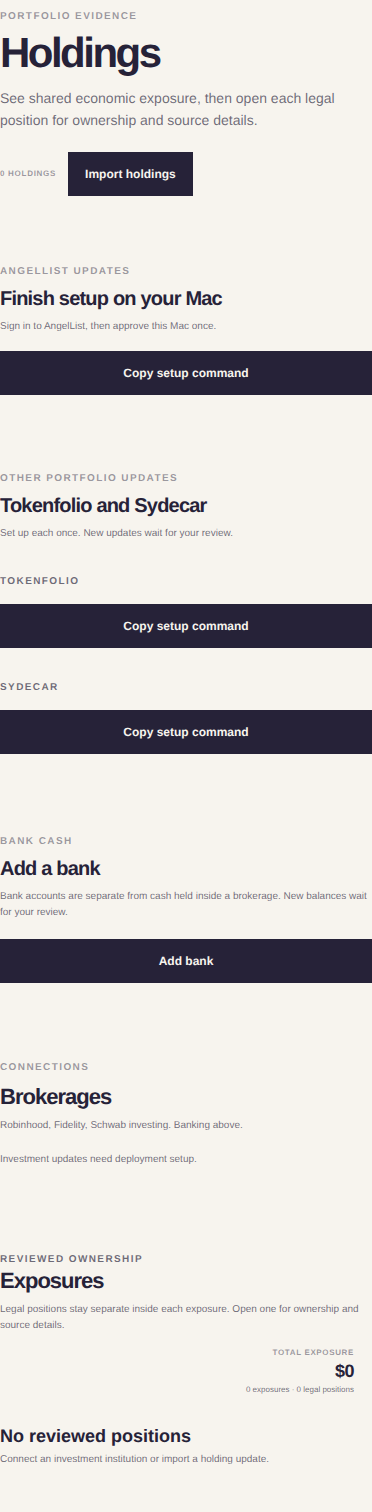 PORTFOLIO EVIDENCE
Holdings
See shared economic exposure, then open each legal
position for ownership and source details.
0 HOLDINGS
Import holdings
ANGELLIST UPDATES
Finish setup on your Mac
Sign in to AngelList, then approve this Mac once.
Copy setup command
OTHER PORTFOLIO UPDATES
Tokenfolio and Sydecar
Set up each once. New updates wait for your review.
TOKENFOLIO
Copy setup command
SYDECAR
Copy setup command
BANK CASH
Add a bank
Bank accounts are separate from cash held inside a brokerage. New balances wait
for your review.
Add bank
CONNECTIONS
Brokerages
Robinhood, Fidelity, Schwab investing. Banking above.
Investment updates need deployment setup.
REVIEWED OWNERSHIP
Exposures
Legal positions stay separate inside each exposure. Open one for ownership and
source details.
TOTAL EXPOSURE
$0
0 exposures · 0 legal positions
No reviewed positions
Connect an investment institution or import a holding update.